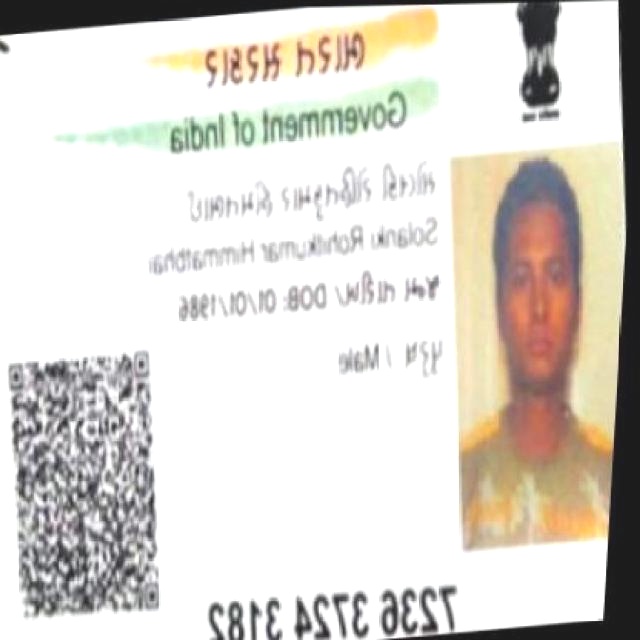 ભારત સરકાર
Government of India
સોલંકી રોહિતકુમાર હિંમતભાઈ
Solanki Rohitkumar Himmatbhai
જન્મ તારીખ / DOB: 01/01/1986
પુરુષ / Male
7236 3724 3182